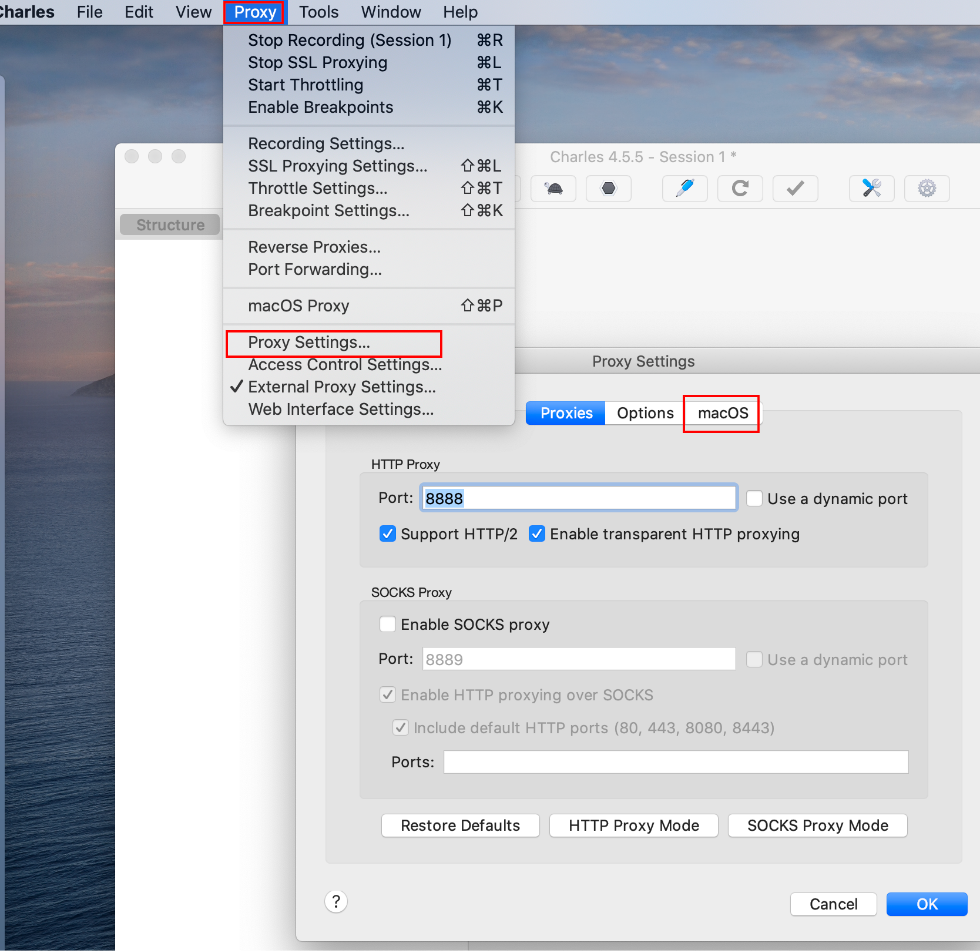 Charles File Edit View Proxy Tools Window Help
Stop Recording (Session 1) ⌘R
Stop SSL Proxying ⌘L
Start Throttling ⌘T
Enable Breakpoints ⌘K
Recording Settings...
SSL Proxying Settings... ⇧⌘L
Throttle Settings... ⇧⌘T
Breakpoint Settings... ⇧⌘K
Reverse Proxies...
Port Forwarding...
macOS Proxy ⇧⌘P
Proxy Settings...
Access Control Settings...
✓ External Proxy Settings...
Web Interface Settings...
Charles 4.5.5 - Session 1 *
Structure
Proxy Settings
Proxies Options macOS
HTTP Proxy
Port: 8888 Use a dynamic port
Support HTTP/2 Enable transparent HTTP proxying
SOCKS Proxy
Enable SOCKS proxy
Port: 8889 Use a dynamic port
Enable HTTP proxying over SOCKS
Include default HTTP ports (80, 443, 8080, 8443)
Ports:
Restore Defaults HTTP Proxy Mode SOCKS Proxy Mode
? Cancel OK